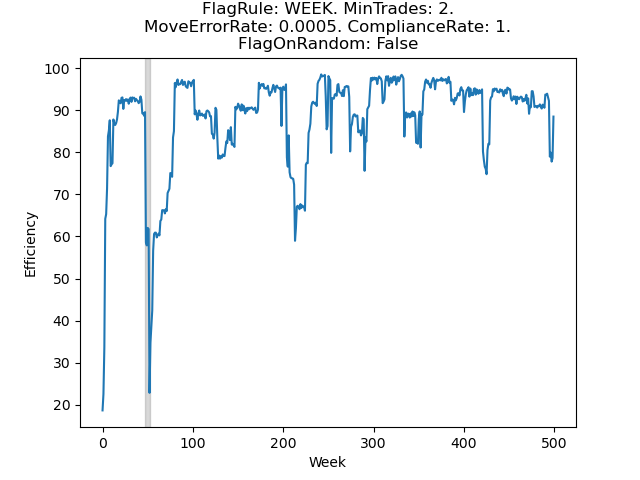 FlagRule: WEEK. MinTrades: 2.
MoveErrorRate: 0.0005. ComplianceRate: 1.
FlagOnRandom: False
100
90
80
70
60
50
40
30
20
Efficiency
0 100 200 300 400 500
Week